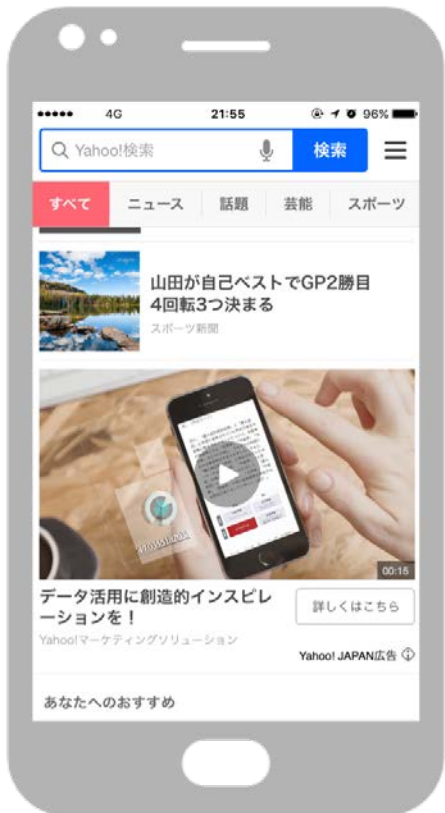 4G 21:55 96%
Yahoo!検索 検索
すべて ニュース 話題 芸能 スポーツ
山田が自己ベストでGP2勝目
4回転3つ決まる
スポーツ新聞
00:15
データ活用に創造的インスピレ
ーションを！
詳しくはこちら
Yahoo!マーケティングソリューション
Yahoo! JAPAN広告
あなたへのおすすめ